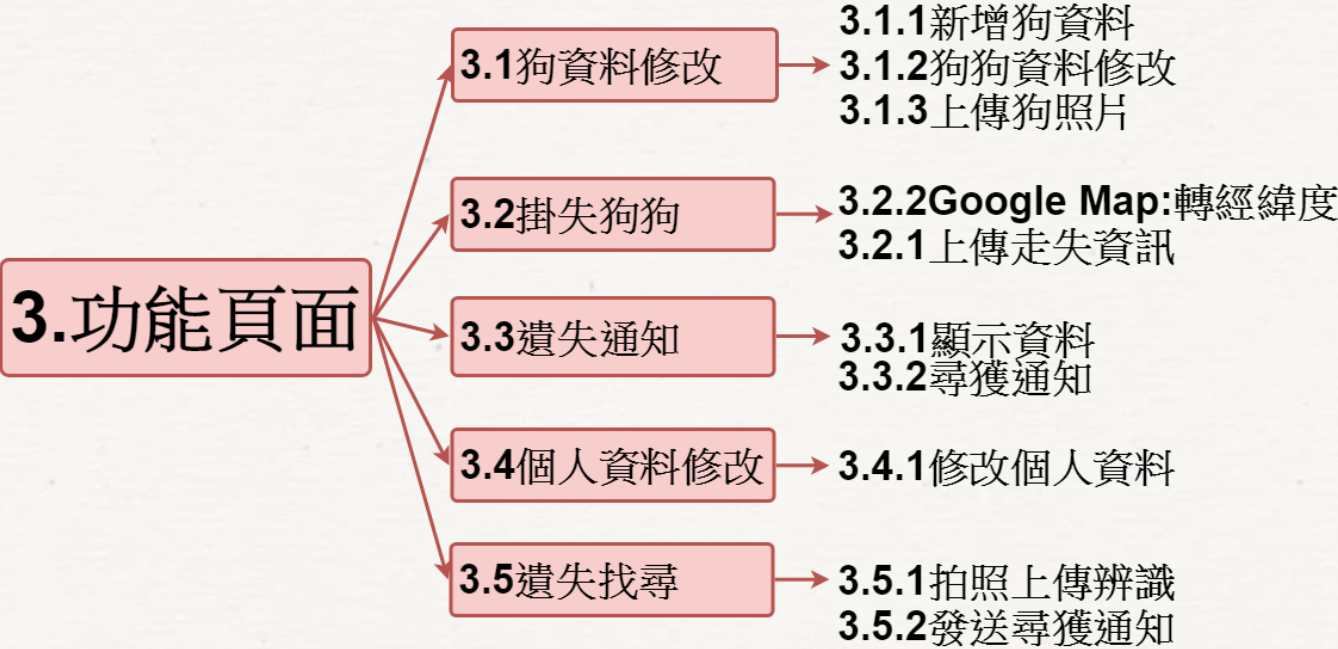 3.功能頁面
3.1狗資料修改
3.1.1新增狗資料
3.1.2狗狗資料修改
3.1.3上傳狗照片
3.2掛失狗狗
3.2.2Google Map:轉經緯度
3.2.1上傳走失資訊
3.3遺失通知
3.3.1顯示資料
3.3.2尋獲通知
3.4個人資料修改
3.4.1修改個人資料
3.5遺失找尋
3.5.1拍照上傳辨識
3.5.2發送尋獲通知